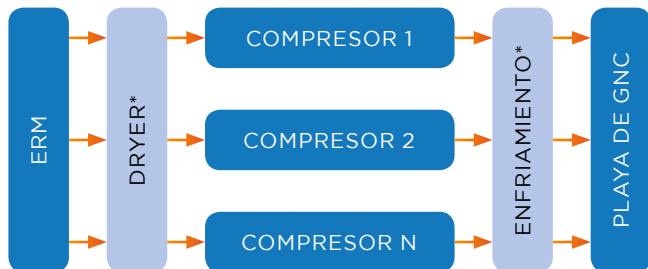 ERM
DRYER*
COMPRESOR 1
COMPRESOR 2
COMPRESOR N
ENFRIAMIENTO*
PLAYA DE GNC